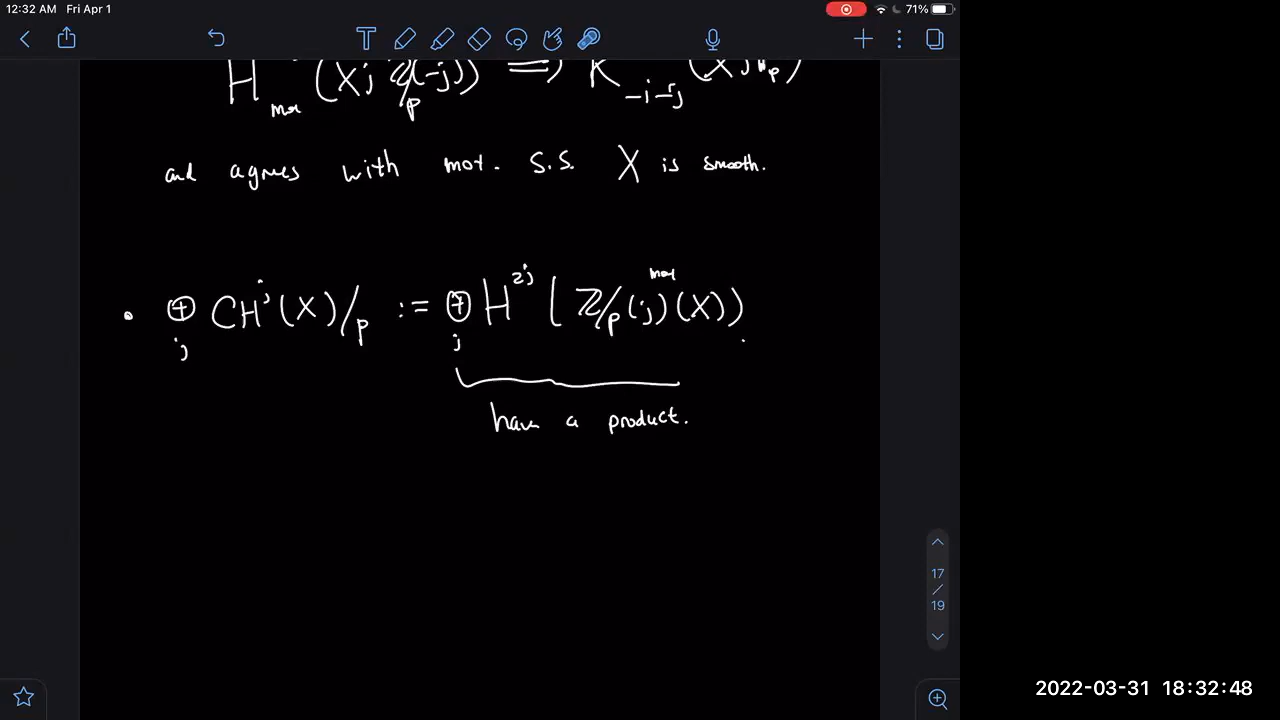 12:32 AM Fri Apr 1
71%
H_mot (X; ℤ/p(-j)) ⇒ K_{-i-j} (X;
and agrees with mot. S.S. X is smooth.
• ⊕_j CH^j(X)/p := ⊕_j H^{2j} ( ℤ/p(j)^{mot}(X))
have a product.
17
/
19
2022-03-31 18:32:48